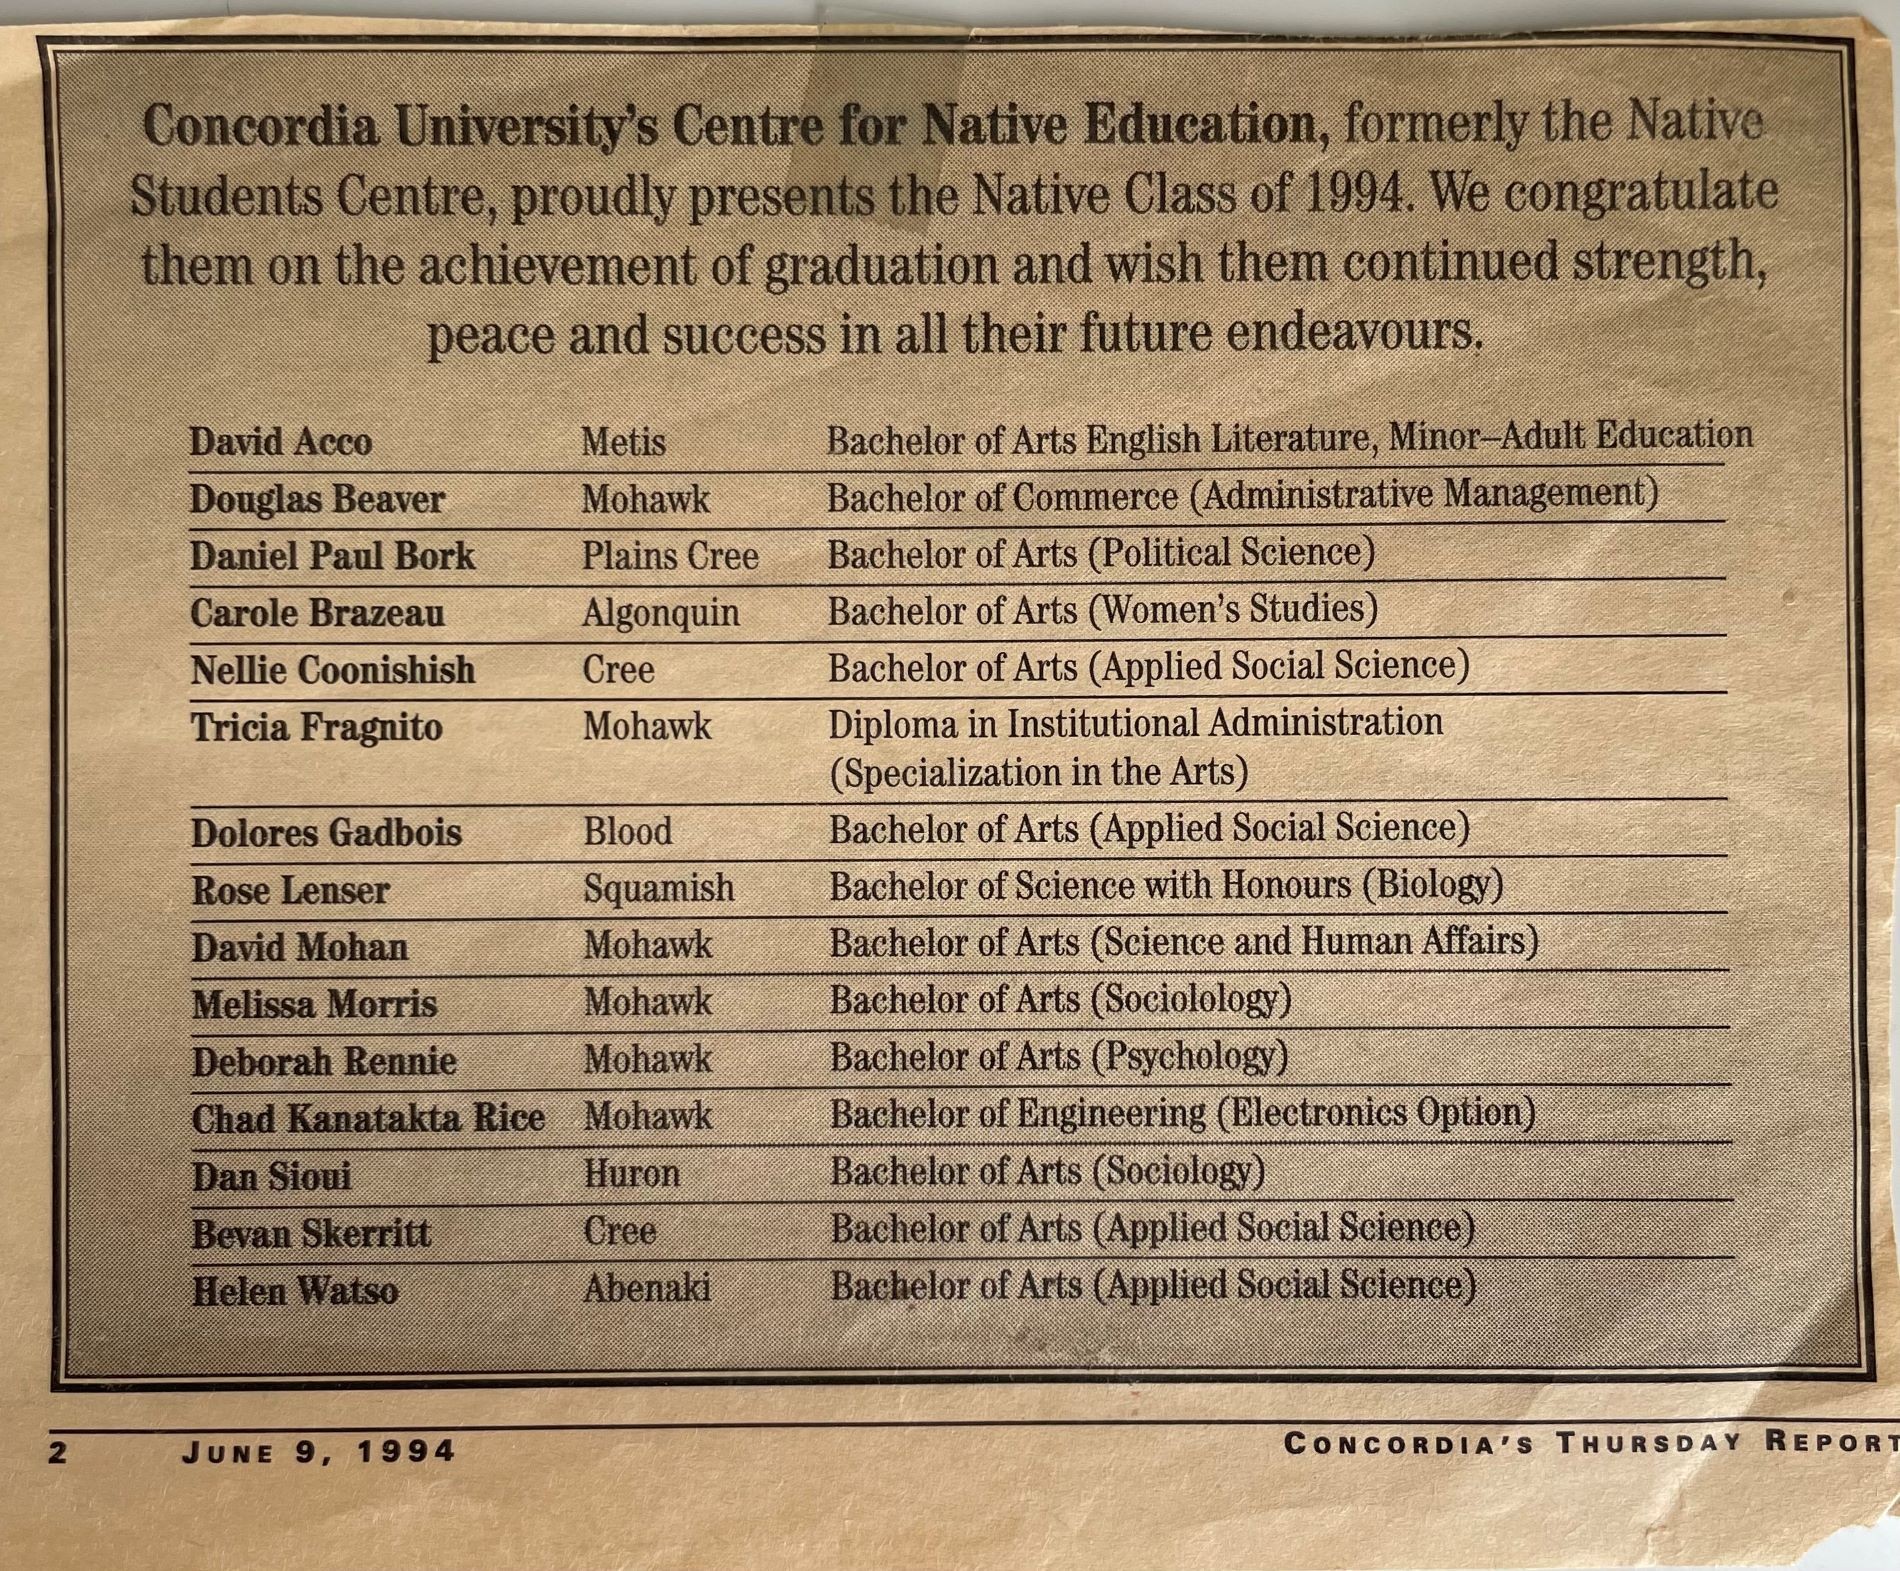 Concordia University's Centre for Native Education, formerly the Native
Students Centre, proudly presents the Native Class of 1994. We congratulate
them on the achievement of graduation and wish them continued strength,
peace and success in all their future endeavours.
David Acco Metis Bachelor of Arts English Literature, Minor–Adult Education
Douglas Beaver Mohawk Bachelor of Commerce (Administrative Management)
Daniel Paul Bork Plains Cree Bachelor of Arts (Political Science)
Carole Brazeau Algonquin Bachelor of Arts (Women's Studies)
Nellie Coonishish Cree Bachelor of Arts (Applied Social Science)
Tricia Fragnito Mohawk Diploma in Institutional Administration
(Specialization in the Arts)
Dolores Gadbois Blood Bachelor of Arts (Applied Social Science)
Rose Lenser Squamish Bachelor of Science with Honours (Biology)
David Mohan Mohawk Bachelor of Arts (Science and Human Affairs)
Melissa Morris Mohawk Bachelor of Arts (Sociolology)
Deborah Rennie Mohawk Bachelor of Arts (Psychology)
Chad Kanatakta Rice Mohawk Bachelor of Engineering (Electronics Option)
Dan Sioui Huron Bachelor of Arts (Sociology)
Bevan Skerritt Cree Bachelor of Arts (Applied Social Science)
Helen Watso Abenaki Bachelor of Arts (Applied Social Science)
2 JUNE 9, 1994 CONCORDIA'S THURSDAY REPORT